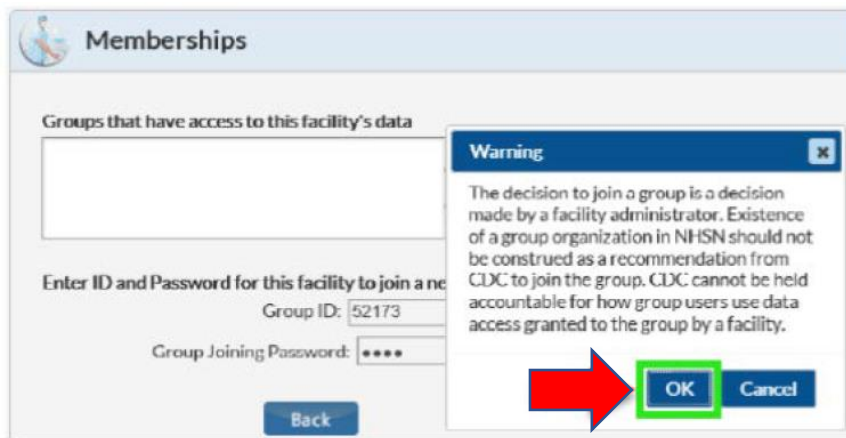 Memberships
Groups that have access to this facility's data
Warning
The decision to join a group is a decision
made by a facility administrator. Existence
of a group organization in NHSN should not
be construed as a recommendation from
CDC to join the group. CDC cannot be held
accountable for how group users use data
access granted to the group by a facility.
Enter ID and Password for this facility to join a ne
Group ID: 52173
Group Joining Password: ••••
OK Cancel
Back